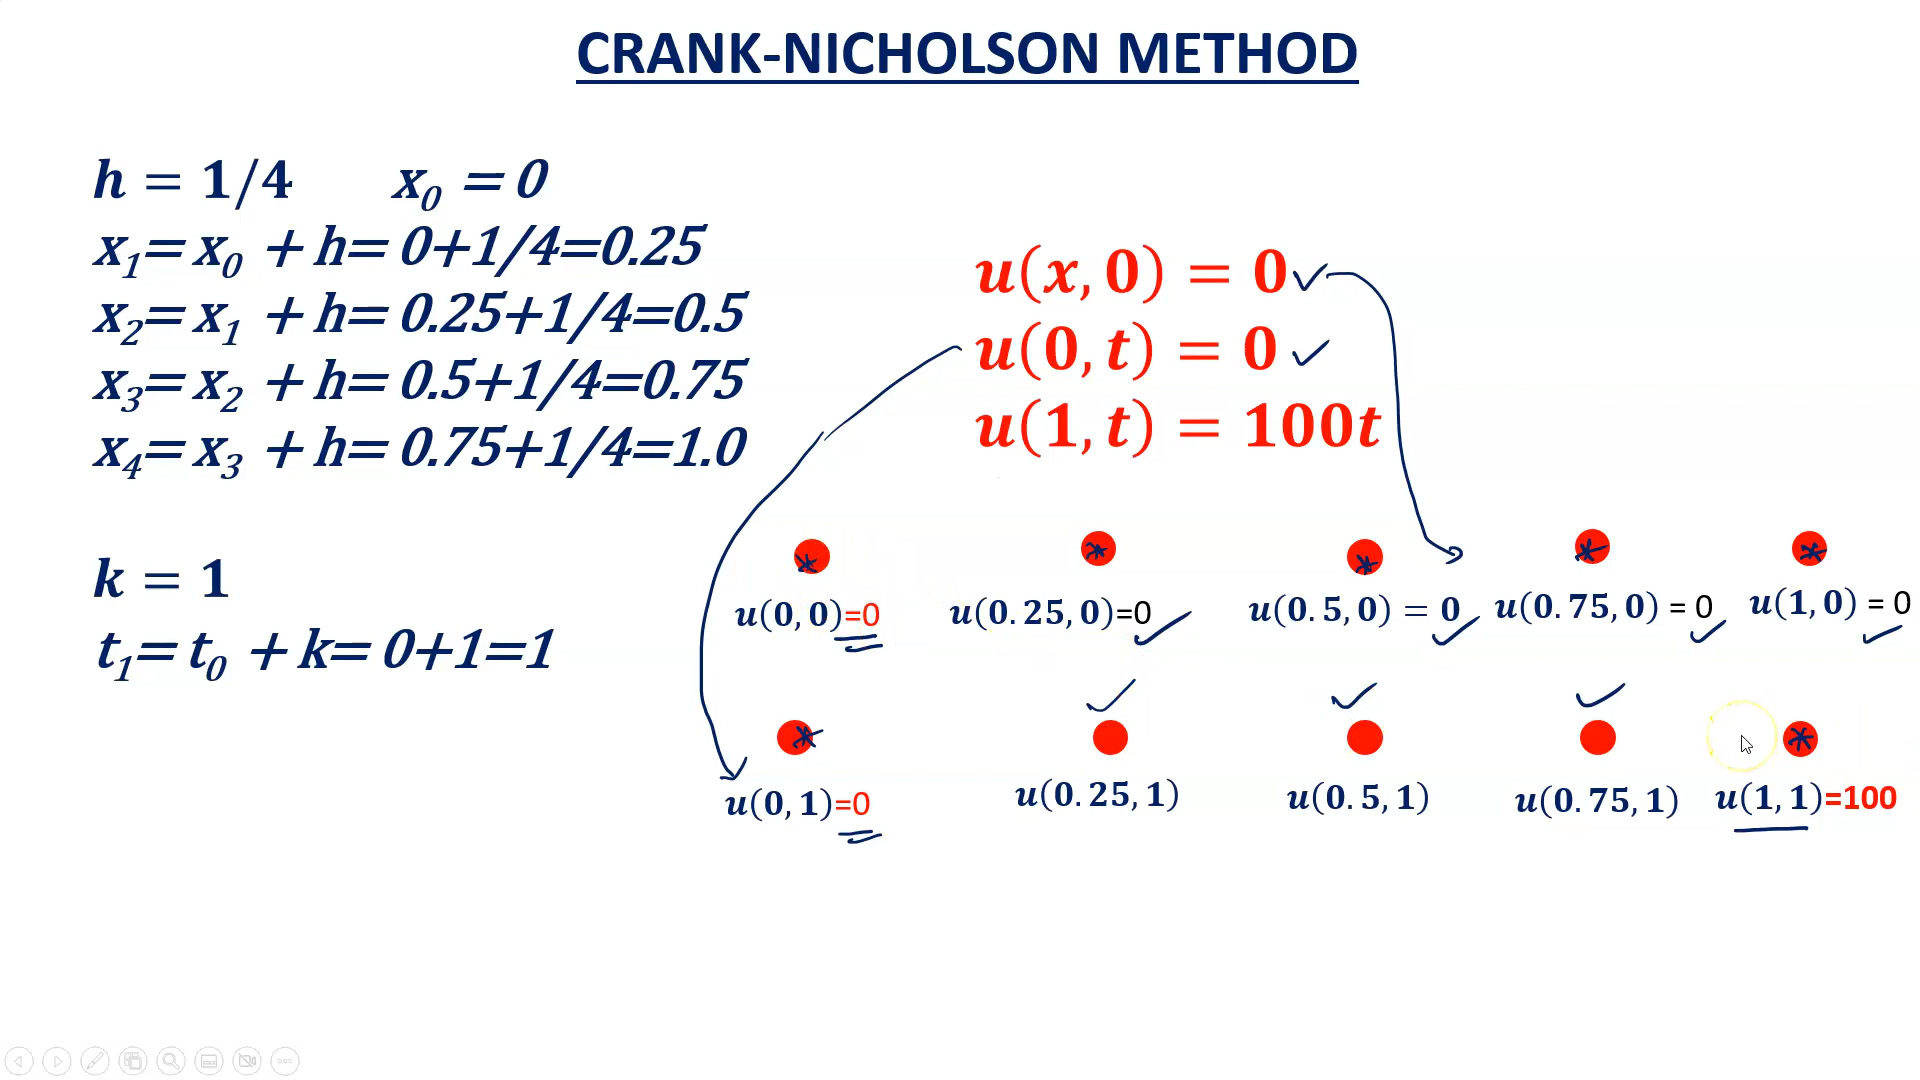 CRANK-NICHOLSON METHOD
h = 1/4 x₀ = 0
x₁= x₀ + h= 0+1/4=0.25
x₂= x₁ + h= 0.25+1/4=0.5
x₃= x₂ + h= 0.5+1/4=0.75
x₄= x₃ + h= 0.75+1/4=1.0
k = 1
t₁= t₀ + k= 0+1=1
u(x, 0) = 0
u(0, t) = 0
u(1, t) = 100t
u(0, 0)=0 u(0.25, 0)=0 u(0.5, 0) = 0 u(0.75, 0) = 0 u(1, 0) = 0
u(0, 1)=0 u(0.25, 1) u(0.5, 1) u(0.75, 1) u(1, 1)=100